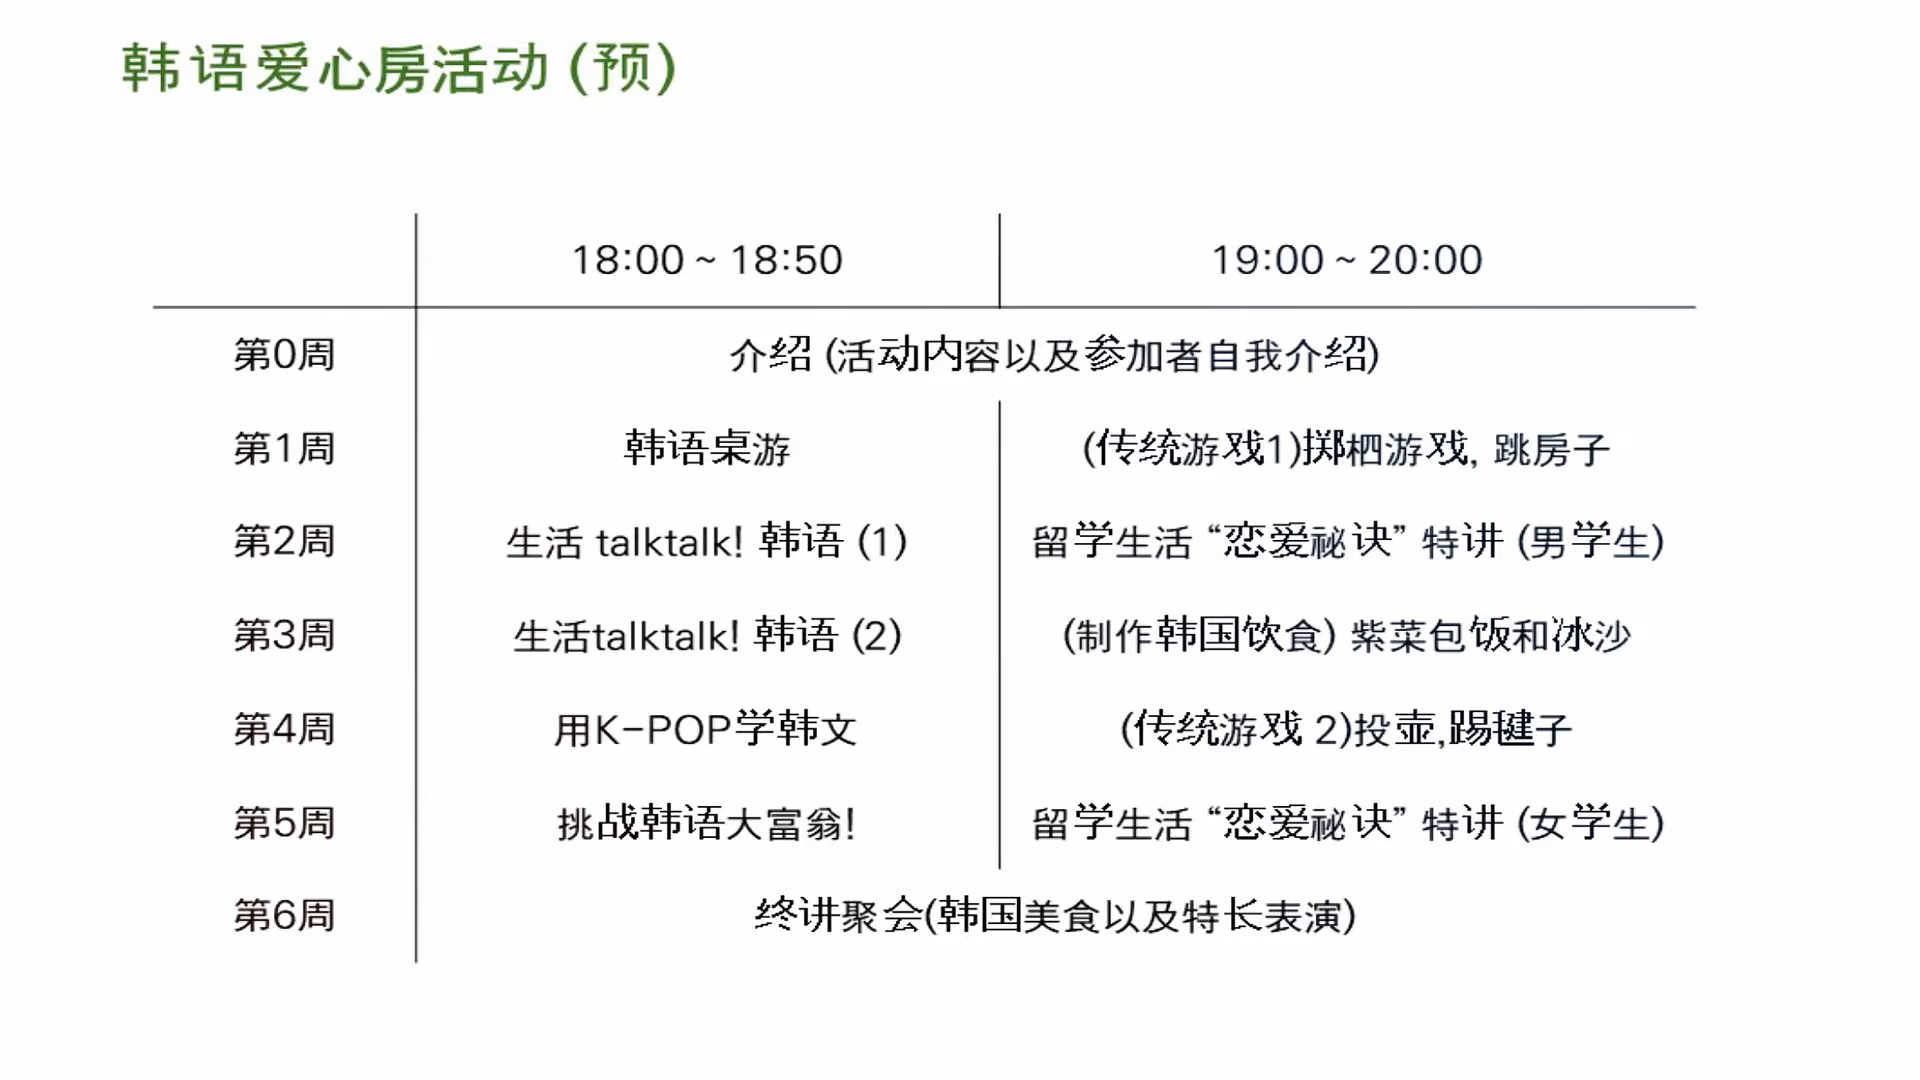 韩语爱心房活动 (预)
18:00 ~ 18:50 19:00 ~ 20:00
第0周 介绍 (活动内容以及参加者自我介绍)
第1周 韩语桌游 (传统游戏1)掷柶游戏, 跳房子
第2周 生活 talktalk! 韩语 (1) 留学生活 “恋爱祕诀” 特讲 (男学生)
第3周 生活talktalk! 韩语 (2) (制作韩国饮食) 紫菜包饭和冰沙
第4周 用K-POP学韩文 (传统游戏 2)投壶,踢毽子
第5周 挑战韩语大富翁! 留学生活 “恋爱祕诀” 特讲 (女学生)
第6周 终讲聚会(韩国美食以及特长表演)